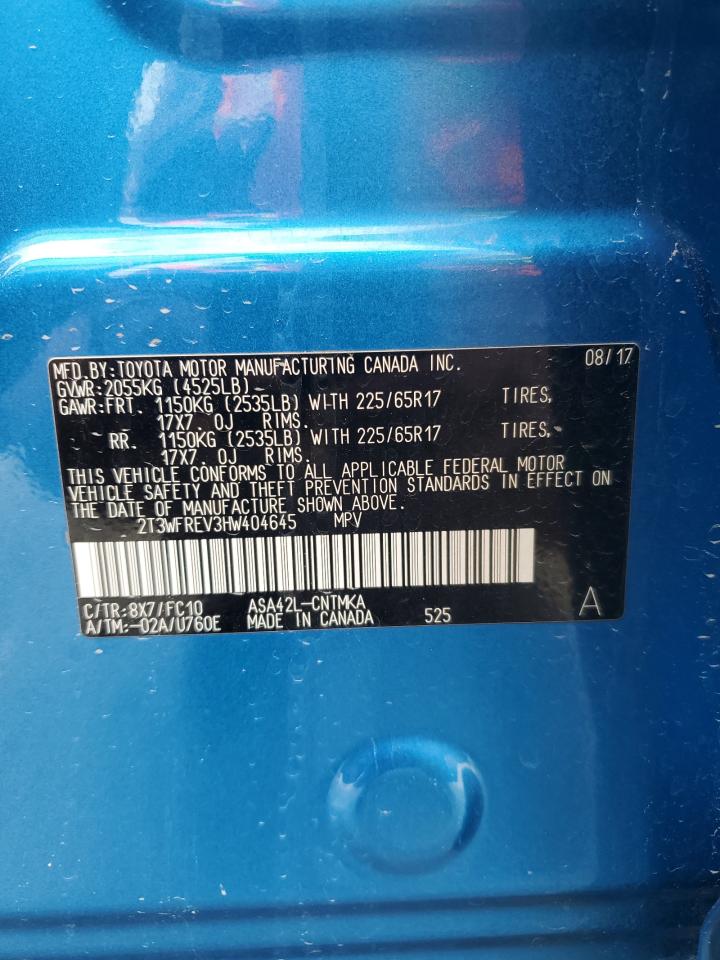 MFD.BY:TOYOTA MOTOR MANUFACTURING CANADA INC. 08/17
GVWR:2055KG (4525LB)
GAWR:FRT. 1150KG (2535LB) WITH 225/65R17 TIRES,
17X7.0J RIMS.
RR. 1150KG (2535LB) WITH 225/65R17 TIRES,
17X7.0J RIMS.
THIS VEHICLE CONFORMS TO ALL APPLICABLE FEDERAL MOTOR
VEHICLE SAFETY AND THEFT PREVENTION STANDARDS IN EFFECT ON
THE DATE OF MANUFACTURE SHOWN ABOVE.
2T3WFREV3HW404645 MPV
C/TR:8X7/FC10 ASA42L-CNTMKA A
A/TM:-02A/U760E MADE IN CANADA 525